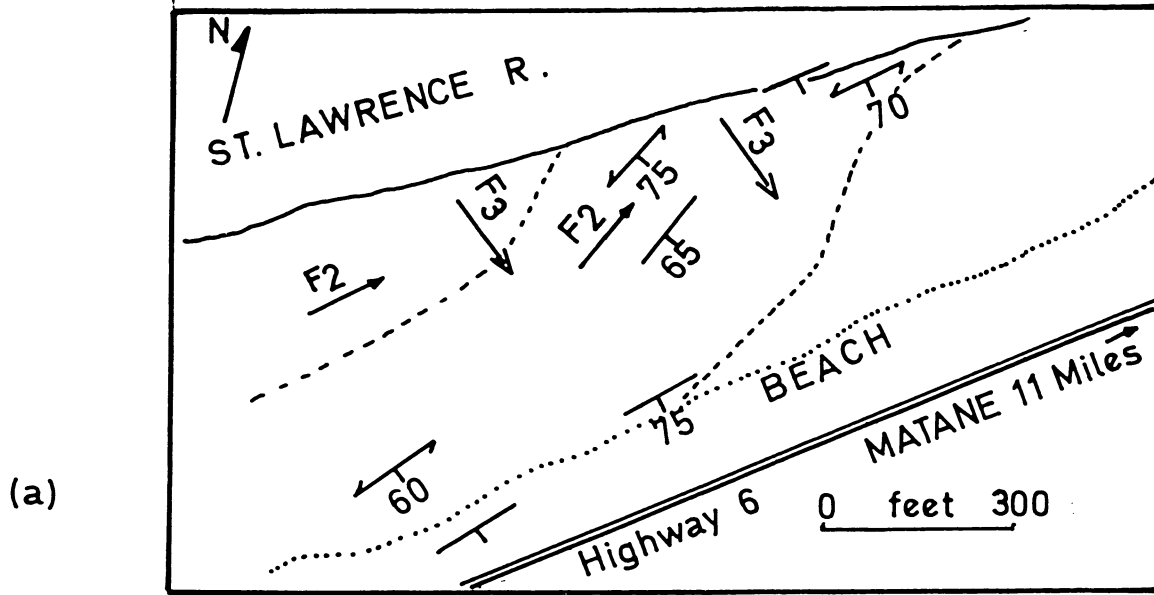 N
ST. LAWRENCE R.
70
F3
F3
75
F2
65
F2
BEACH
75
MATANE 11 Miles
60
(a)
Highway 6
0 feet 300